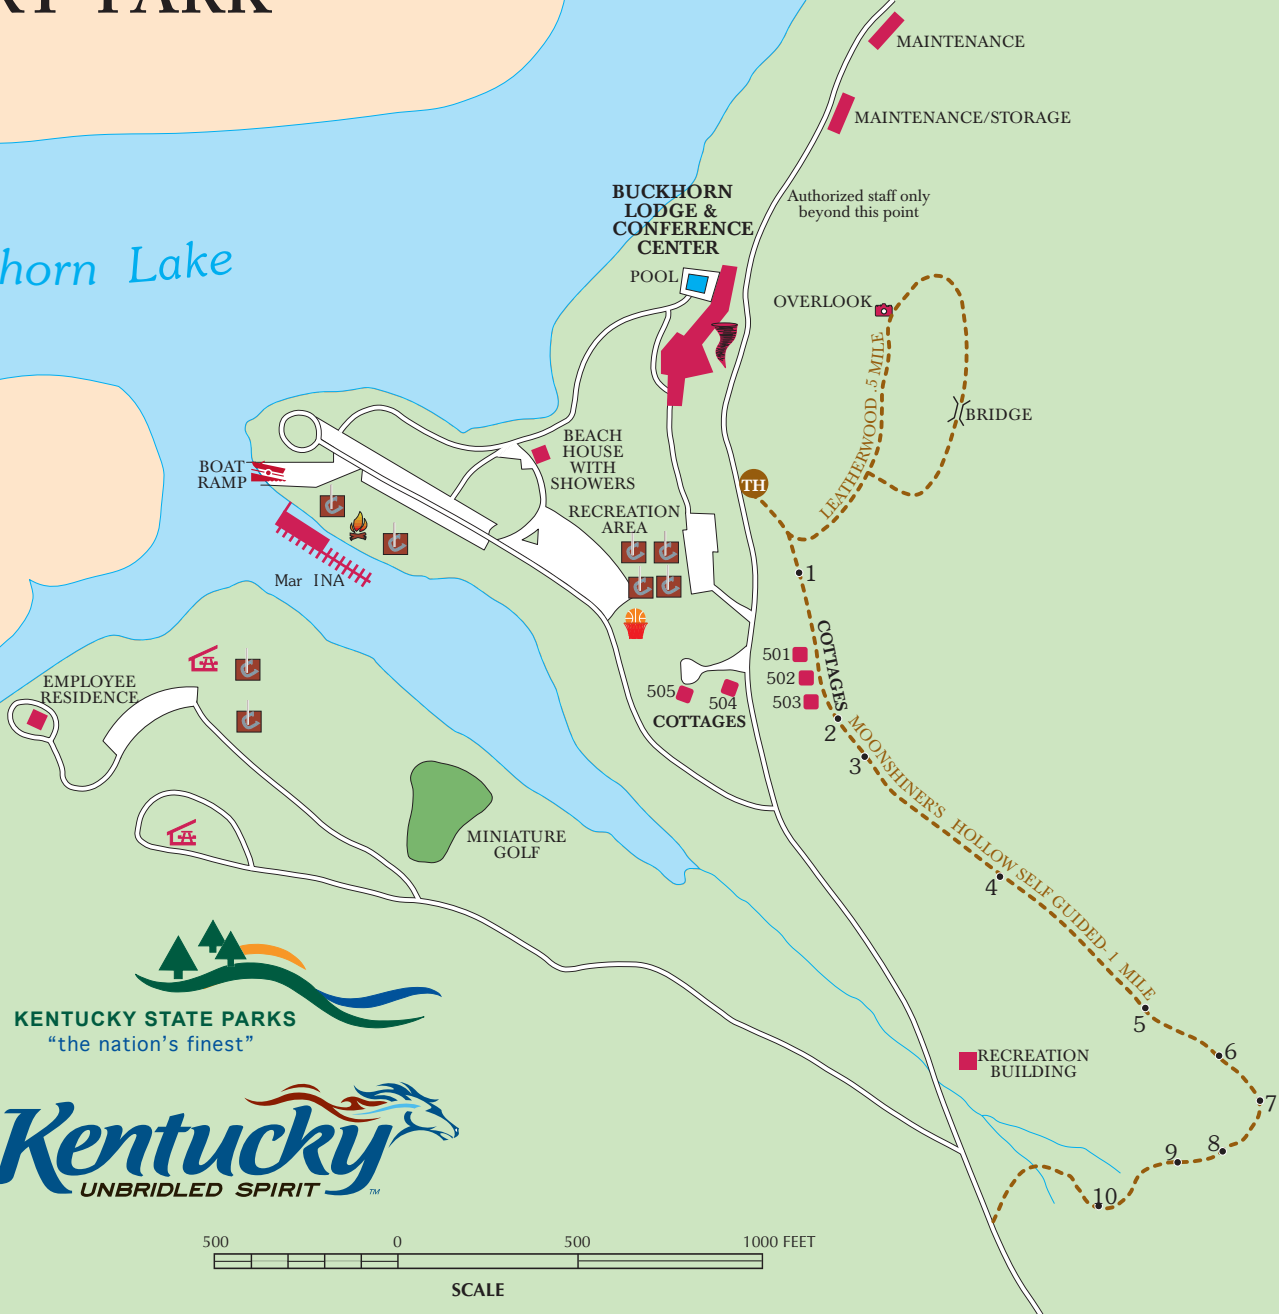 PARK
MAINTENANCE
MAINTENANCE/STORAGE
Authorized staff only
beyond this point
BUCKHORN
LODGE &
CONFERENCE
CENTER
POOL
horn Lake
OVERLOOK
LEATHERWOOD .5 MILE
BRIDGE
BOAT
RAMP
BEACH
HOUSE
WITH
SHOWERS
RECREATION
AREA
TH
Mar INA
1
COTTAGES
501
502
503
505
504
COTTAGES
EMPLOYEE
RESIDENCE
2
3
MOONSHINER'S HOLLOW SELF GUIDED- 1 MILE
MINIATURE
GOLF
4
5
6
7
8
9
10
RECREATION
BUILDING
KENTUCKY STATE PARKS
“the nation’s finest”
Kentucky
UNBRIDLED SPIRIT™
500 0 500 1000 FEET
SCALE